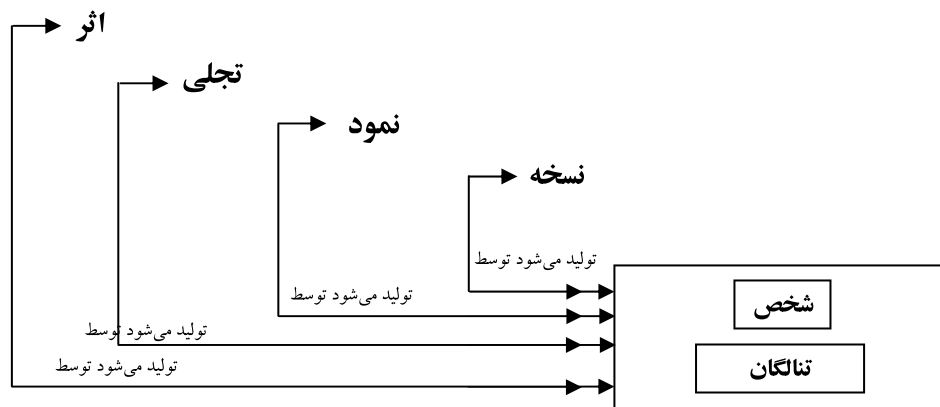 اثر
تجلی
نمود
نسخه
تولید می‌شود توسط
شخص
تولید می‌شود توسط
تولید می‌شود توسط
تنالگان
تولید می‌شود توسط